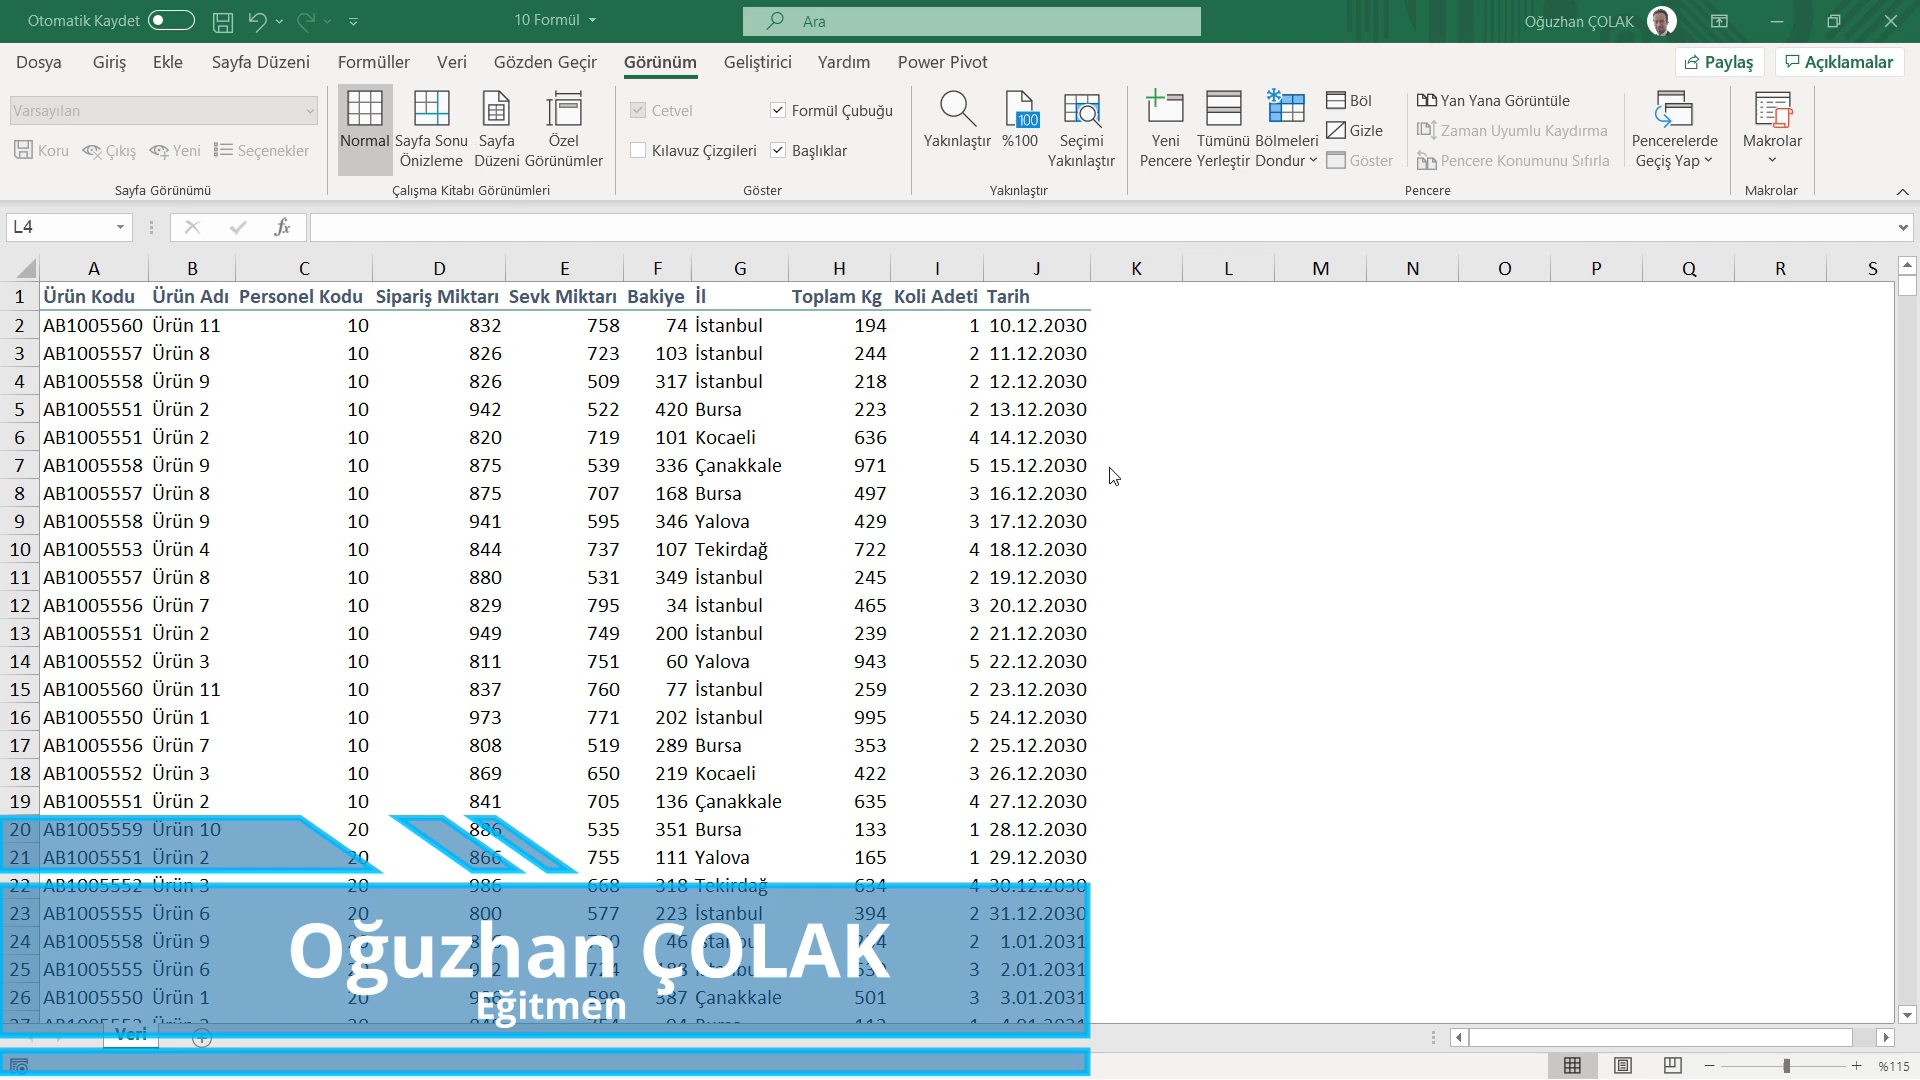 Otomatik Kaydet 10 Formül Ara Oğuzhan ÇOLAK
Dosya Giriş Ekle Sayfa Düzeni Formüller Veri Gözden Geçir Görünüm Geliştirici Yardım Power Pivot Paylaş Açıklamalar
Varsayılan
Koru Çıkış Yeni Seçenekler
Sayfa Görünümü
Normal
Sayfa Sonu Önizleme
Sayfa Düzeni
Özel Görünümler
Çalışma Kitabı Görünümleri
Cetvel Formül Çubuğu
Kılavuz Çizgileri Başlıklar
Göster
Yakınlaştır
100
%100
Seçimi Yakınlaştır
Yakınlaştır
Yeni Pencere
Tümünü Yerleştir
Bölmeleri Dondur
Böl
Gizle
Göster
Yan Yana Görüntüle
Zaman Uyumlu Kaydırma
Pencere Konumunu Sıfırla
Pencerelerde Geçiş Yap
Pencere
Makrolar
Makrolar
L4 fx
A B C D E F G H I J K L M N O P Q R S
1 Ürün Kodu Ürün Adı Personel Kodu Sipariş Miktarı Sevk Miktarı Bakiye İl Toplam Kg Koli Adeti Tarih
2 AB1005560 Ürün 11 10 832 758 74 İstanbul 194 1 10.12.2030
3 AB1005557 Ürün 8 10 826 723 103 İstanbul 244 2 11.12.2030
4 AB1005558 Ürün 9 10 826 509 317 İstanbul 218 2 12.12.2030
5 AB1005551 Ürün 2 10 942 522 420 Bursa 223 2 13.12.2030
6 AB1005551 Ürün 2 10 820 719 101 Kocaeli 636 4 14.12.2030
7 AB1005558 Ürün 9 10 875 539 336 Çanakkale 971 5 15.12.2030
8 AB1005557 Ürün 8 10 875 707 168 Bursa 497 3 16.12.2030
9 AB1005558 Ürün 9 10 941 595 346 Yalova 429 3 17.12.2030
10 AB1005553 Ürün 4 10 844 737 107 Tekirdağ 722 4 18.12.2030
11 AB1005557 Ürün 8 10 880 531 349 İstanbul 245 2 19.12.2030
12 AB1005556 Ürün 7 10 829 795 34 İstanbul 465 3 20.12.2030
13 AB1005551 Ürün 2 10 949 749 200 İstanbul 239 2 21.12.2030
14 AB1005552 Ürün 3 10 811 751 60 Yalova 943 5 22.12.2030
15 AB1005560 Ürün 11 10 837 760 77 İstanbul 259 2 23.12.2030
16 AB1005550 Ürün 1 10 973 771 202 İstanbul 995 5 24.12.2030
17 AB1005556 Ürün 7 10 808 519 289 Bursa 353 2 25.12.2030
18 AB1005552 Ürün 3 10 869 650 219 Kocaeli 422 3 26.12.2030
19 AB1005551 Ürün 2 10 841 705 136 Çanakkale 635 4 27.12.2030
20 AB1005559 Ürün 10 20 886 535 351 Bursa 133 1 28.12.2030
21 AB1005551 Ürün 2 20 866 755 111 Yalova 165 1 29.12.2030
22 AB1005552 Ürün 3 20 986 668 318 Tekirdağ 634 4 30.12.2030
23 AB1005555 Ürün 6 20 800 577 223 İstanbul 394 2 31.12.2030
24 AB1005558 Ürün 9 46 2 1.01.2031
25 AB1005555 Ürün 6 3 2.01.2031
26 AB1005550 Ürün 1 20 986 599 387 Çanakkale 501 3 3.01.2031
Oğuzhan ÇOLAK
Eğitmen
Veri
%115